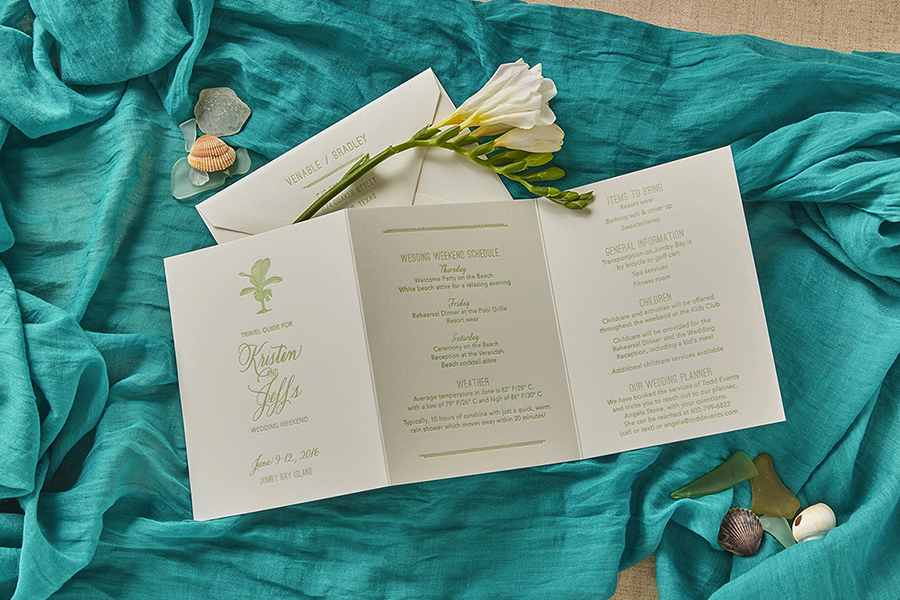 VENABLE / BRADLEY
QUAKER STREET
TEXAS
TRAVEL GUIDE FOR
Kristen
and
Jeff's
WEDDING WEEKEND
June 9-12, 2016
JUMBY BAY ISLAND
WEDDING WEEKEND SCHEDULE
Thursday
Welcome Party on the Beach
White beach attire for a relaxing evening
Friday
Rehearsal Dinner at the Pool Grille
Resort wear
Saturday
Ceremony on the Beach
Reception at the Verandah
Beach cocktail attire
WEATHER
Average temperature in June is 82° F/28° C,
with a low of 79° F/26° C and high of 86° F/30° C
Typically, 10 hours of sunshine with just a quick, warm
rain shower which moves away within 20 minutes!
ITEMS TO BRING
Resort wear
Bathing suit & cover up
Sweater/wrap
GENERAL INFORMATION
Transportation on Jumby Bay is
by bicycle or golf cart
Spa services
Fitness room
CHILDREN
Childcare and activities will be offered
throughout the weekend at the Kids Club
Childcare will be provided for the
Rehearsal Dinner and the Wedding
Reception, including a kid's meal
Additional childcare services available
OUR WEDDING PLANNER
We have booked the services of Todd Events
and invite you to reach out to our planner,
Angela Stone, with your questions.
She can be reached at 602-799-6822
(call or text) or angela@toddevents.com